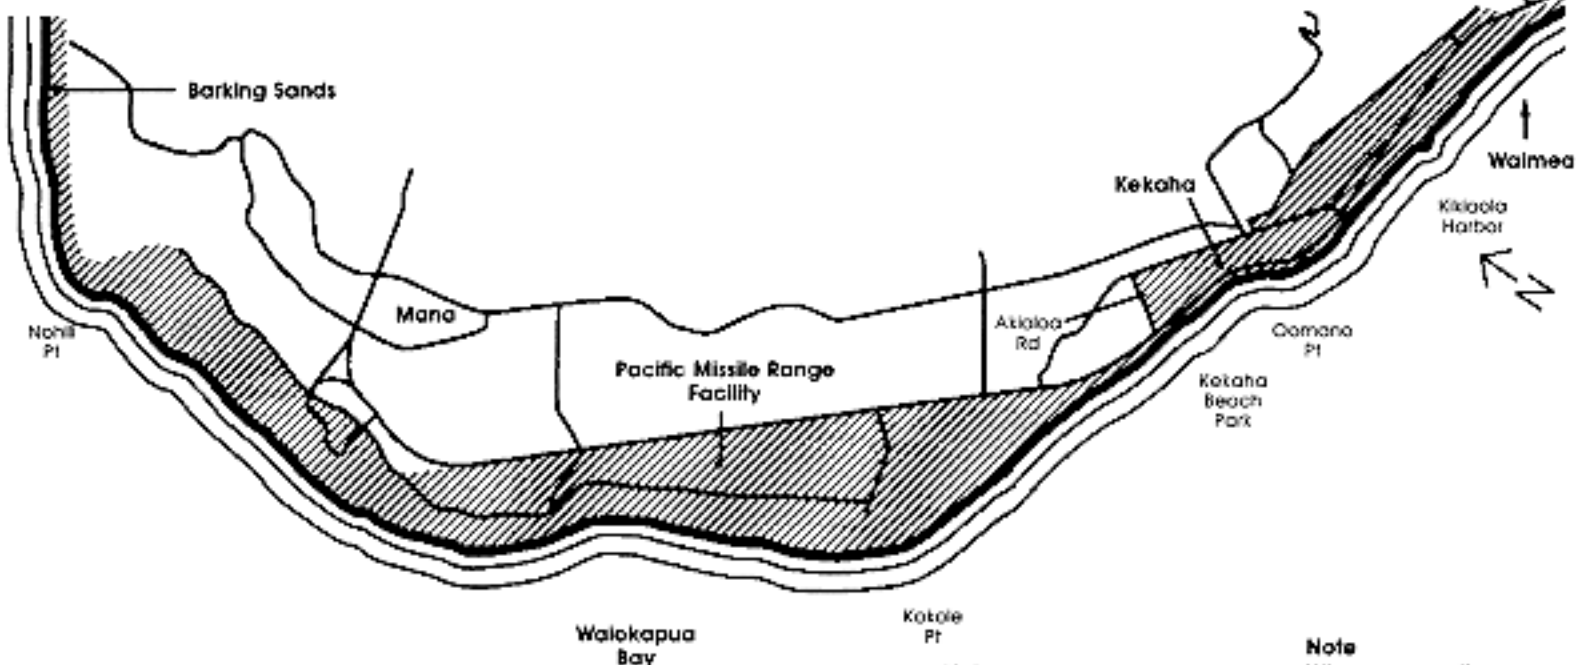 Barking Sands
Waimea
Kekaha
Kikiaola
Harbor
N
Nohili
Pt
Mana
Akialoa
Rd
Oomano
Pt
Pacific Missile Range
Facility
Kekaha
Beach
Park
Kokole
Pt
Waiokapua
Bay
Note